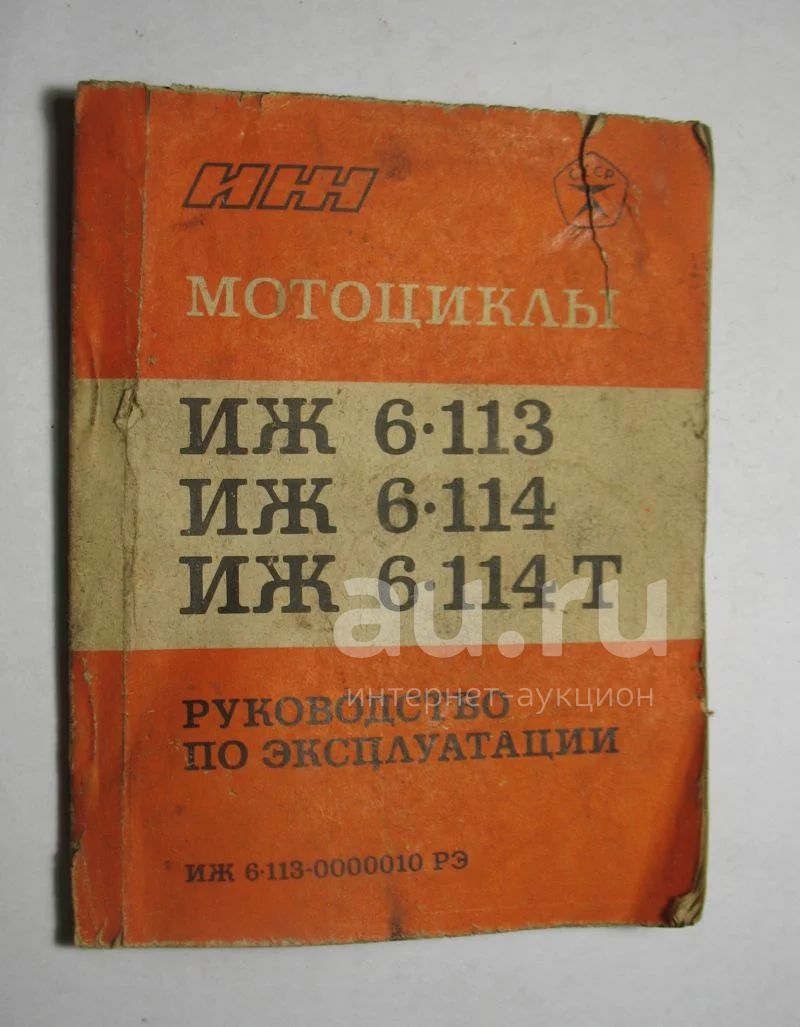 ИЖ
СССР
МОТОЦИКЛЫ
ИЖ 6·113
ИЖ 6·114
ИЖ 6·114 Т
au.ru
интернет-аукцион
РУКОВОДСТВО
ПО ЭКСПЛУАТАЦИИ
ИЖ 6·113-0000010 РЭ